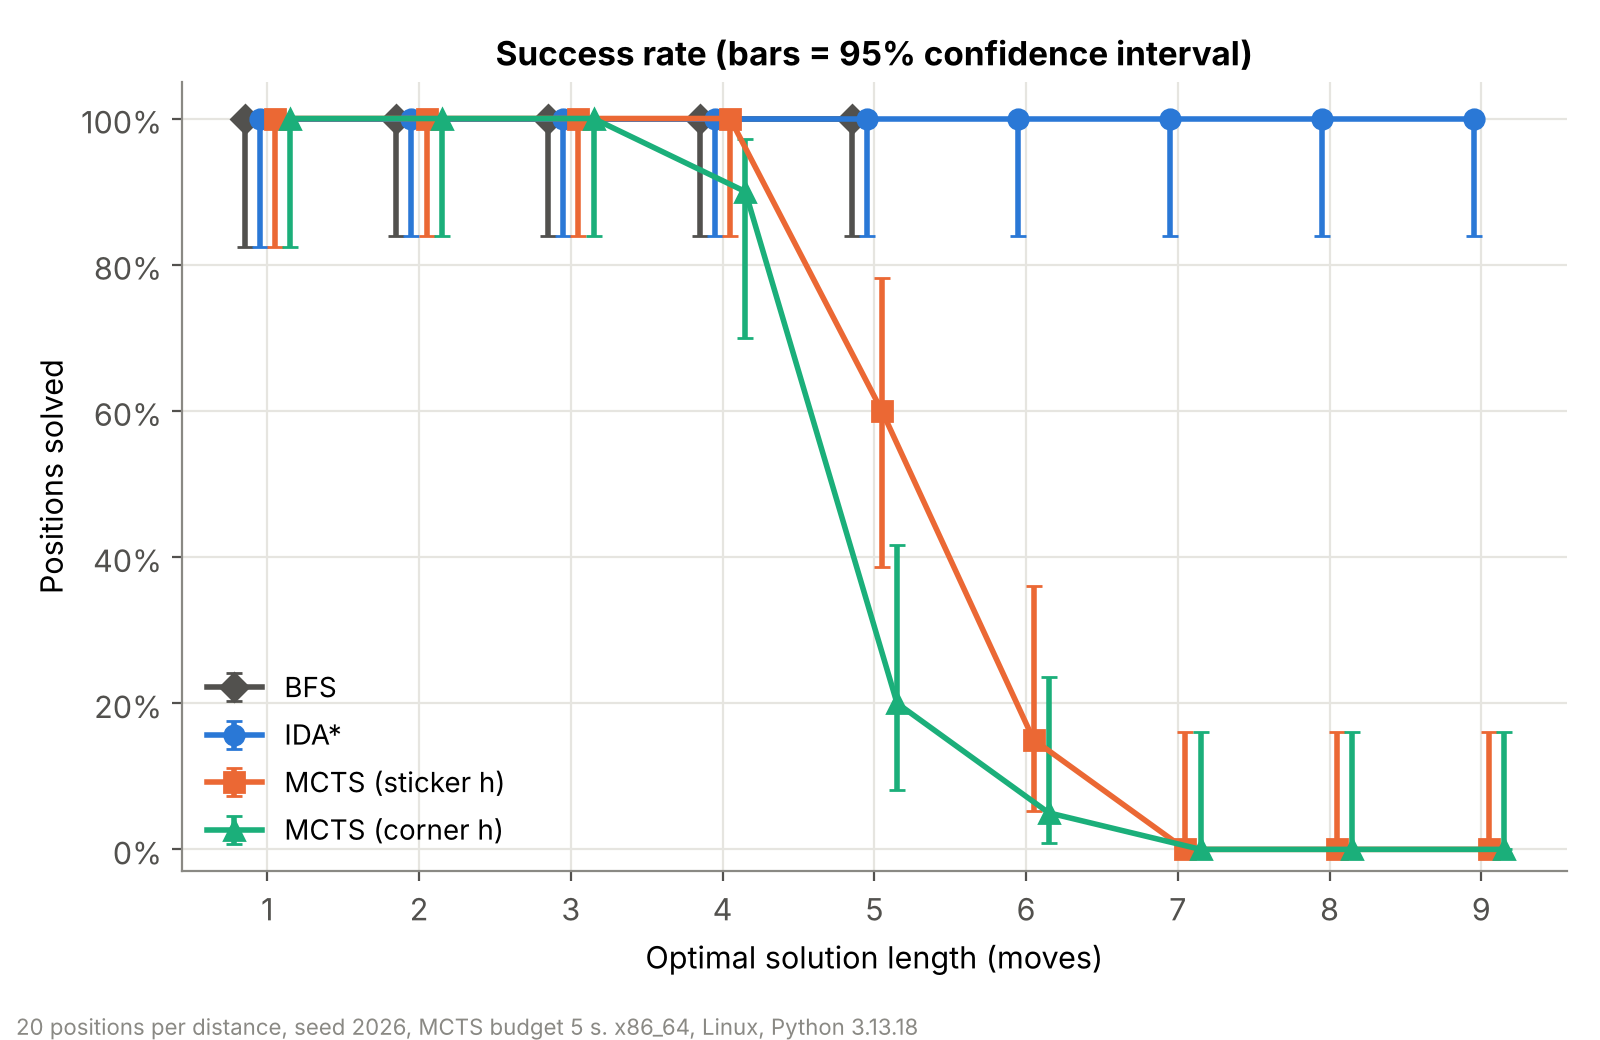 Success rate (bars = 95% confidence interval)
100%
80%
60%
40%
20%
0%
Positions solved
BFS
IDA*
MCTS (sticker h)
MCTS (corner h)
1 2 3 4 5 6 7 8 9
Optimal solution length (moves)
20 positions per distance, seed 2026, MCTS budget 5 s. x86_64, Linux, Python 3.13.18